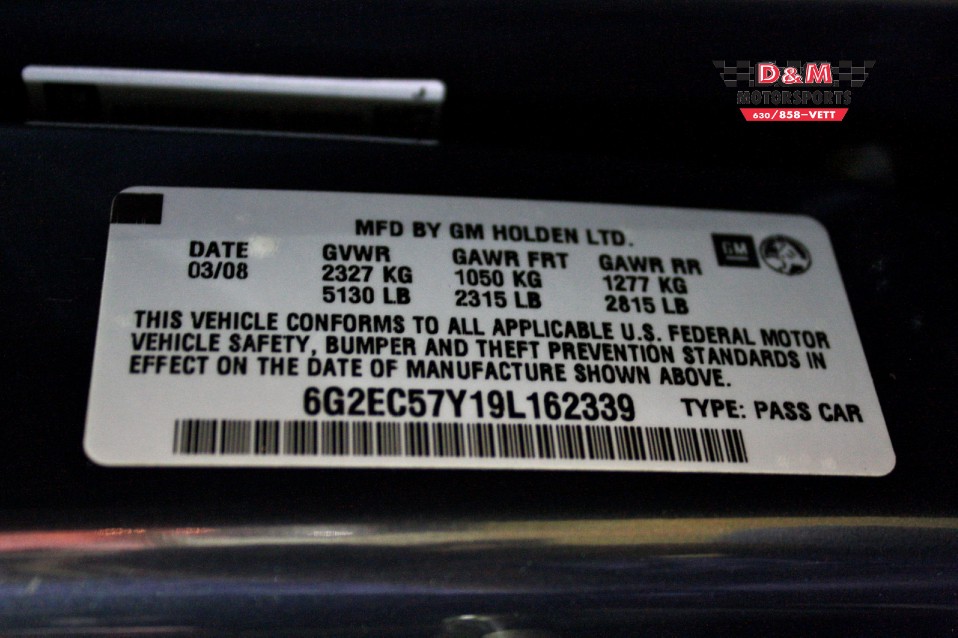 D&M
MOTORSPORTS
630/858-VETT
MFD BY GM HOLDEN LTD.
DATE GVWR GAWR FRT GAWR RR GM
03/08 2327 KG 1050 KG 1277 KG
5130 LB 2315 LB 2815 LB
THIS VEHICLE CONFORMS TO ALL APPLICABLE U.S. FEDERAL MOTOR
VEHICLE SAFETY, BUMPER AND THEFT PREVENTION STANDARDS IN
EFFECT ON THE DATE OF MANUFACTURE SHOWN ABOVE.
6G2EC57Y19L162339 TYPE: PASS CAR